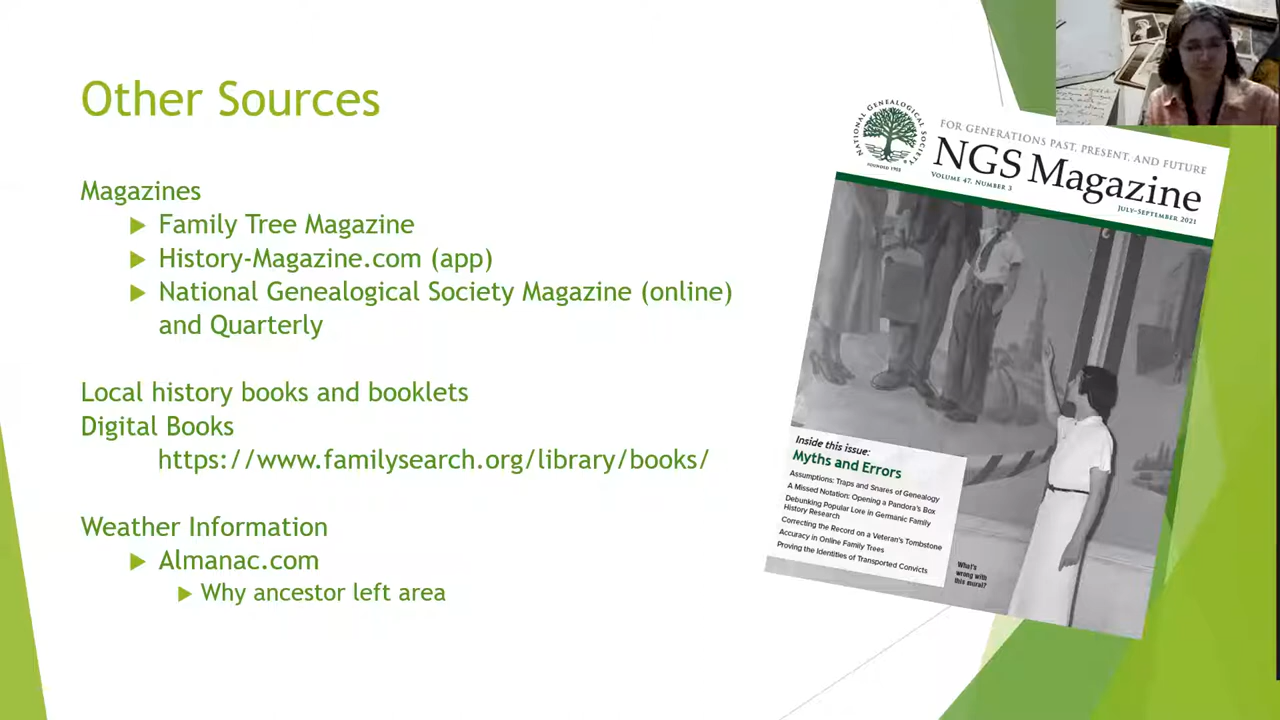 Other Sources
Magazines
Family Tree Magazine
History-Magazine.com (app)
National Genealogical Society Magazine (online)
and Quarterly
Local history books and booklets
Digital Books
https://www.familysearch.org/library/books/
Weather Information
Almanac.com
Why ancestor left area
NATIONAL GENEALOGICAL SOCIETY
FOUNDED 1903
FOR GENERATIONS PAST, PRESENT, AND FUTURE
NGS Magazine
VOLUME 47, NUMBER 3
JULY–SEPTEMBER 2021
Inside this issue:
Myths and Errors
Assumptions: Traps and Snares of Genealogy
A Missed Notation: Opening a Pandora's Box
Debunking Popular Lore in Germanic Family
History Research
Correcting the Record on a Veteran's Tombstone
Accuracy in Online Family Trees
Proving the Identities of Transported Convicts
What's
wrong with
this mural?